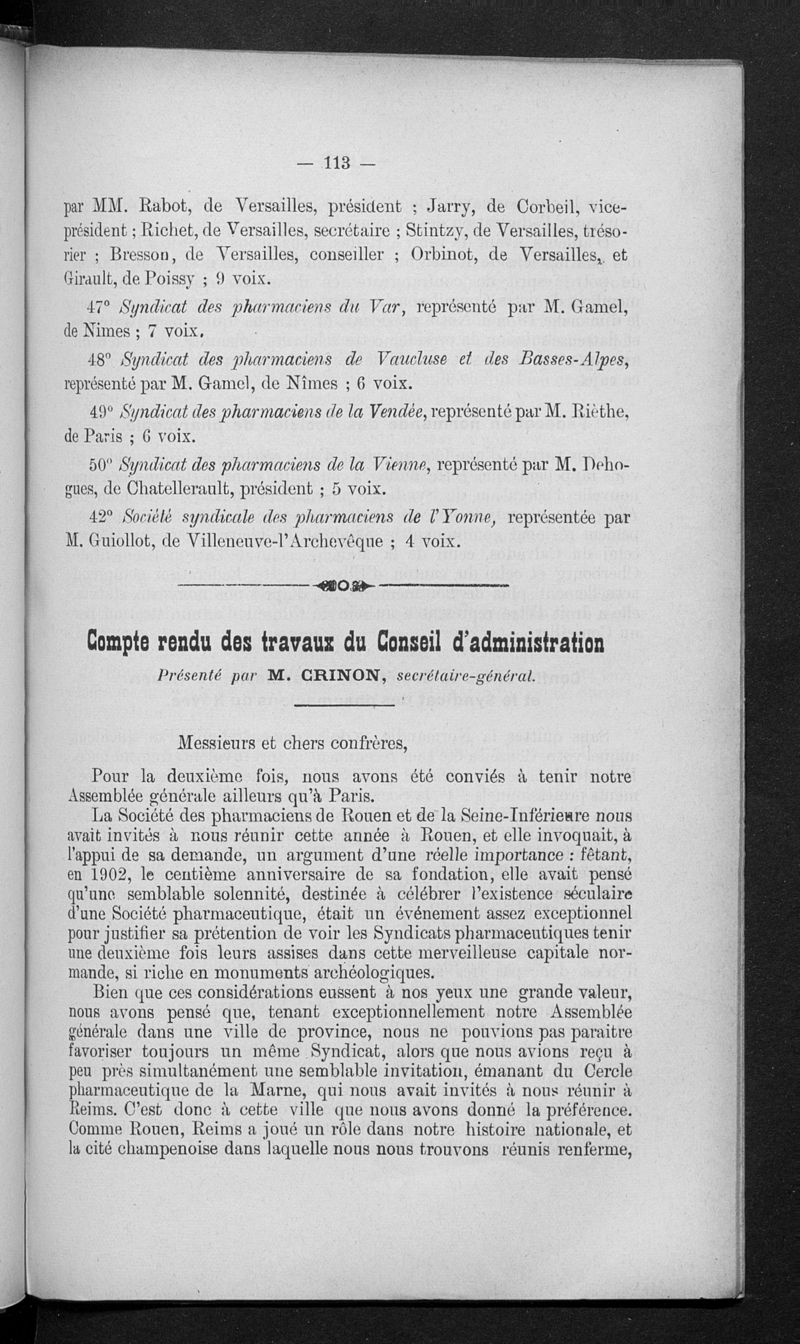 — 113 —
par MM. Rabot, de Versailles, président ; Jarry, de Corbeil, vice-
président ; Richet, de Versailles, secrétaire ; Stintzy, de Versailles, tréso-
rier ; Bresson, de Versailles, conseiller ; Orbinot, de Versailles, et
Girault, de Poissy ; 9 voix.
47° Syndicat des pharmaciens du Var, représenté par M. Gamel,
de Nimes ; 7 voix.
48° Syndicat des pharmaciens de Vaucluse et des Basses-Alpes,
représenté par M. Gamel, de Nîmes ; 6 voix.
49° Syndicat des pharmaciens de la Vendée, représenté par M. Rièthe,
de Paris ; 6 voix.
50° Syndicat des pharmaciens de la Vienne, représenté par M. Deho-
gues, de Chatellerault, président ; 5 voix.
42° Société syndicale des pharmaciens de l'Yonne, représentée par
M. Guiollot, de Villeneuve-l'Archevêque ; 4 voix.
Compte rendu des travaux du Conseil d'administration
Présenté par M. CRINON, secrétaire-général.
Messieurs et chers confrères,
Pour la deuxième fois, nous avons été conviés à tenir notre
Assemblée générale ailleurs qu'à Paris.
La Société des pharmaciens de Rouen et de la Seine-Inférieure nous
avait invités à nous réunir cette année à Rouen, et elle invoquait, à
l'appui de sa demande, un argument d'une réelle importance : fêtant,
en 1902, le centième anniversaire de sa fondation, elle avait pensé
qu'une semblable solennité, destinée à célébrer l'existence séculaire
d'une Société pharmaceutique, était un événement assez exceptionnel
pour justifier sa prétention de voir les Syndicats pharmaceutiques tenir
une deuxième fois leurs assises dans cette merveilleuse capitale nor-
mande, si riche en monuments archéologiques.
Bien que ces considérations eussent à nos yeux une grande valeur,
nous avons pensé que, tenant exceptionnellement notre Assemblée
générale dans une ville de province, nous ne pouvions pas paraitre
favoriser toujours un même Syndicat, alors que nous avions reçu à
peu près simultanément une semblable invitation, émanant du Cercle
pharmaceutique de la Marne, qui nous avait invités à nous réunir à
Reims. C'est donc à cette ville que nous avons donné la préférence.
Comme Rouen, Reims a joué un rôle dans notre histoire nationale, et
la cité champenoise dans laquelle nous nous trouvons réunis renferme,